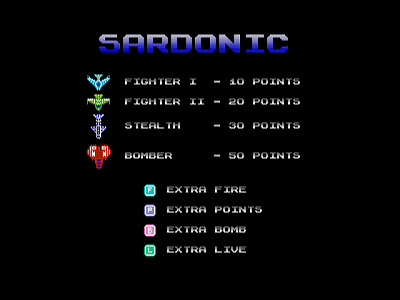 SARDONIC
FIGHTER I - 10 POINTS
FIGHTER II - 20 POINTS
STEALTH - 30 POINTS
BOMBER - 50 POINTS
F EXTRA FIRE
P EXTRA POINTS
B EXTRA BOMB
L EXTRA LIVE